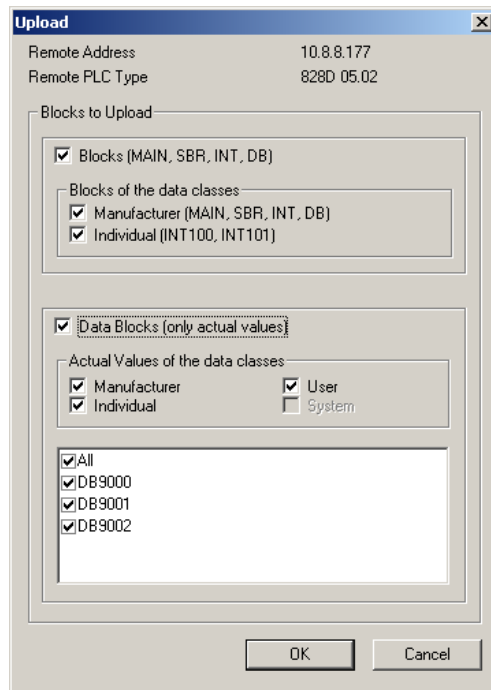 Upload
Remote Address 10.8.8.177
Remote PLC Type 828D 05.02
Blocks to Upload
Blocks (MAIN, SBR, INT, DB)
Blocks of the data classes
Manufacturer (MAIN, SBR, INT, DB)
Individual (INT100, INT101)
Data Blocks (only actual values)
Actual Values of the data classes
Manufacturer User
Individual System
All
DB9000
DB9001
DB9002
OK Cancel